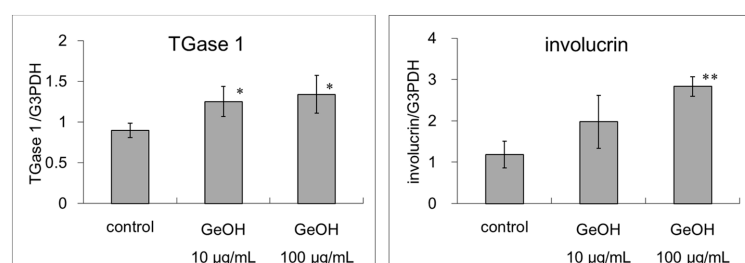 TGase 1
TGase 1/G3PDH
2
1.5
1
0.5
0
*
*
control
GeOH
10 μg/mL
GeOH
100 μg/mL
involucrin
involucrin/G3PDH
4
3
2
1
0
**
control
GeOH
10 μg/mL
GeOH
100 μg/mL